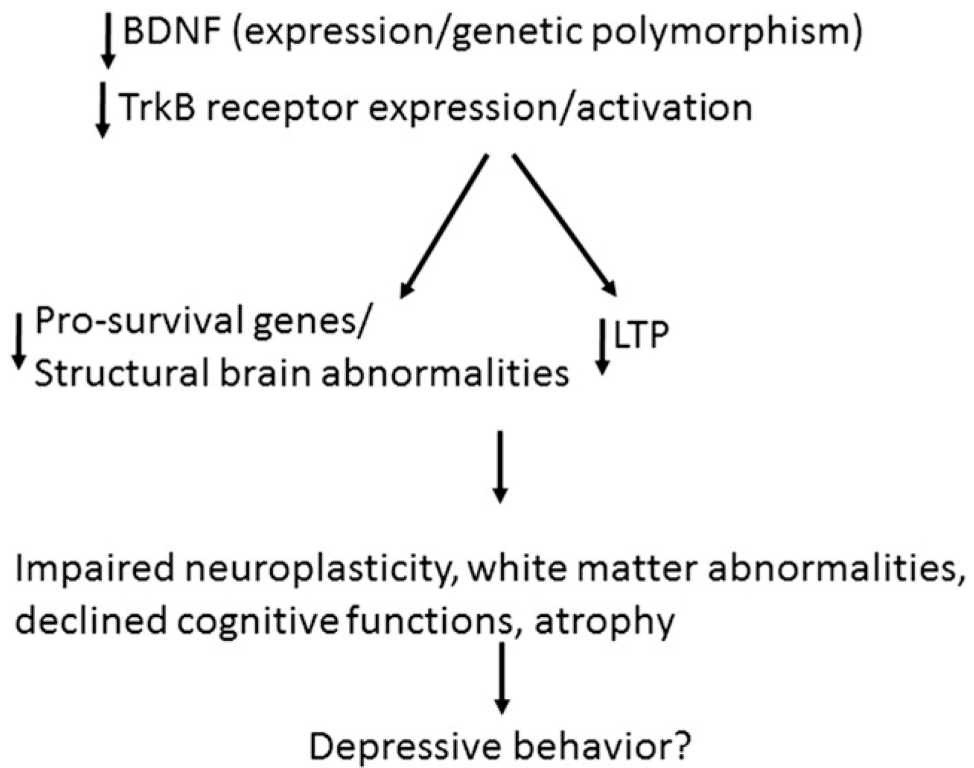 BDNF (expression/genetic polymorphism)
TrkB receptor expression/activation
Pro-survival genes/
Structural brain abnormalities
LTP
Impaired neuroplasticity, white matter abnormalities,
declined cognitive functions, atrophy
Depressive behavior?